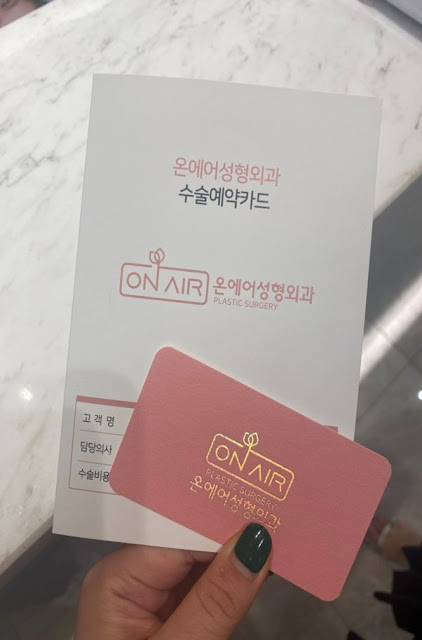 온에어성형외과
수술예약카드
ON AIR 온에어성형외과
PLASTIC SURGERY
고객명
담당의사
수술비용
ON AIR
PLASTIC SURGERY
온에어성형외과